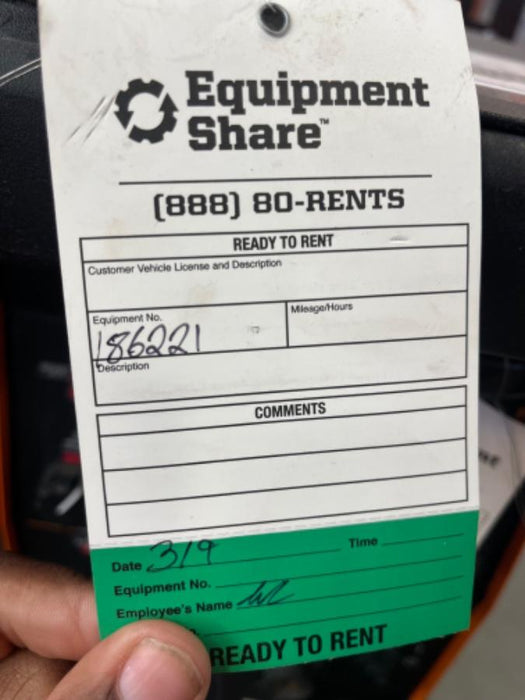 Equipment
Share™
(888) 80-RENTS
READY TO RENT
Customer Vehicle License and Description
Equipment No.
Mileage/Hours
186221
Description
COMMENTS
Date 3/9
Time
Equipment No.
Employee's Name
READY TO RENT